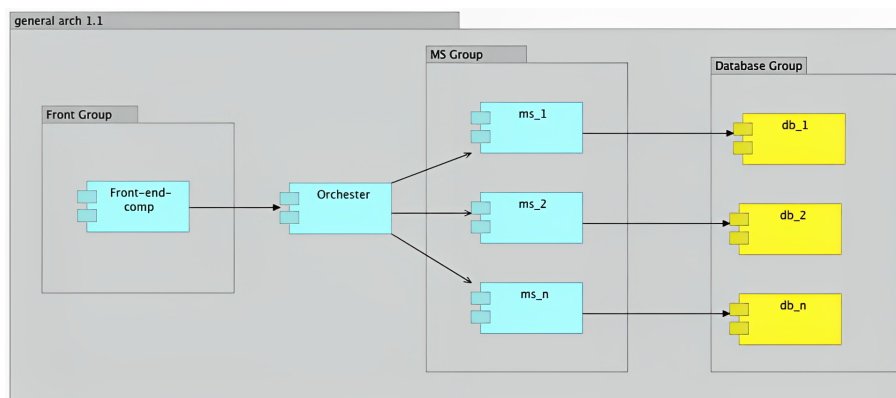 general arch 1.1
MS Group
Database Group
Front Group
ms_1
db_1
Front-end-
comp
Orchester
ms_2
db_2
ms_n
db_n